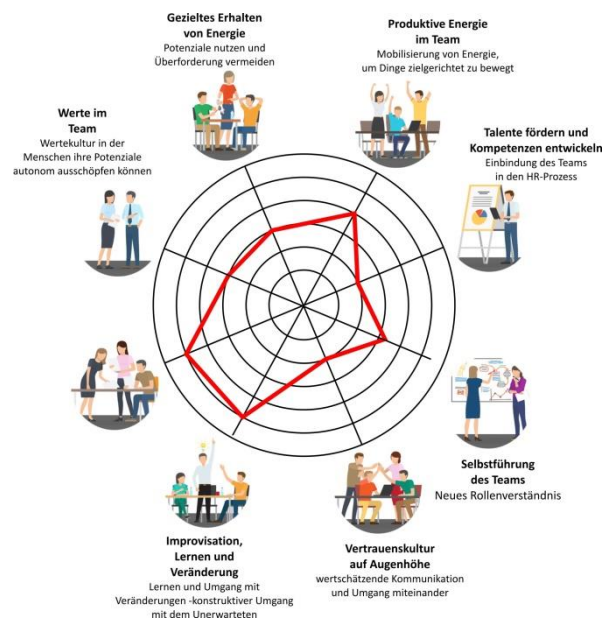 Gezieltes Erhalten
von Energie
Potenziale nutzen und
Überforderung vermeiden
Produktive Energie
im Team
Mobilisierung von Energie,
um Dinge zielgerichtet zu bewegt
Werte im
Team
Wertekultur in der
Menschen ihre Potenziale
autonom ausschöpfen können
Talente fördern und
Kompetenzen entwickeln
Einbindung des Teams
in den HR-Prozess
Selbstführung
des Teams
Neues Rollenverständnis
Improvisation,
Lernen und
Veränderung
Lernen und Umgang mit
Veränderungen -konstruktiver Umgang
mit dem Unerwarteten
Vertrauenskultur
auf Augenhöhe
wertschätzende Kommunikation
und Umgang miteinander